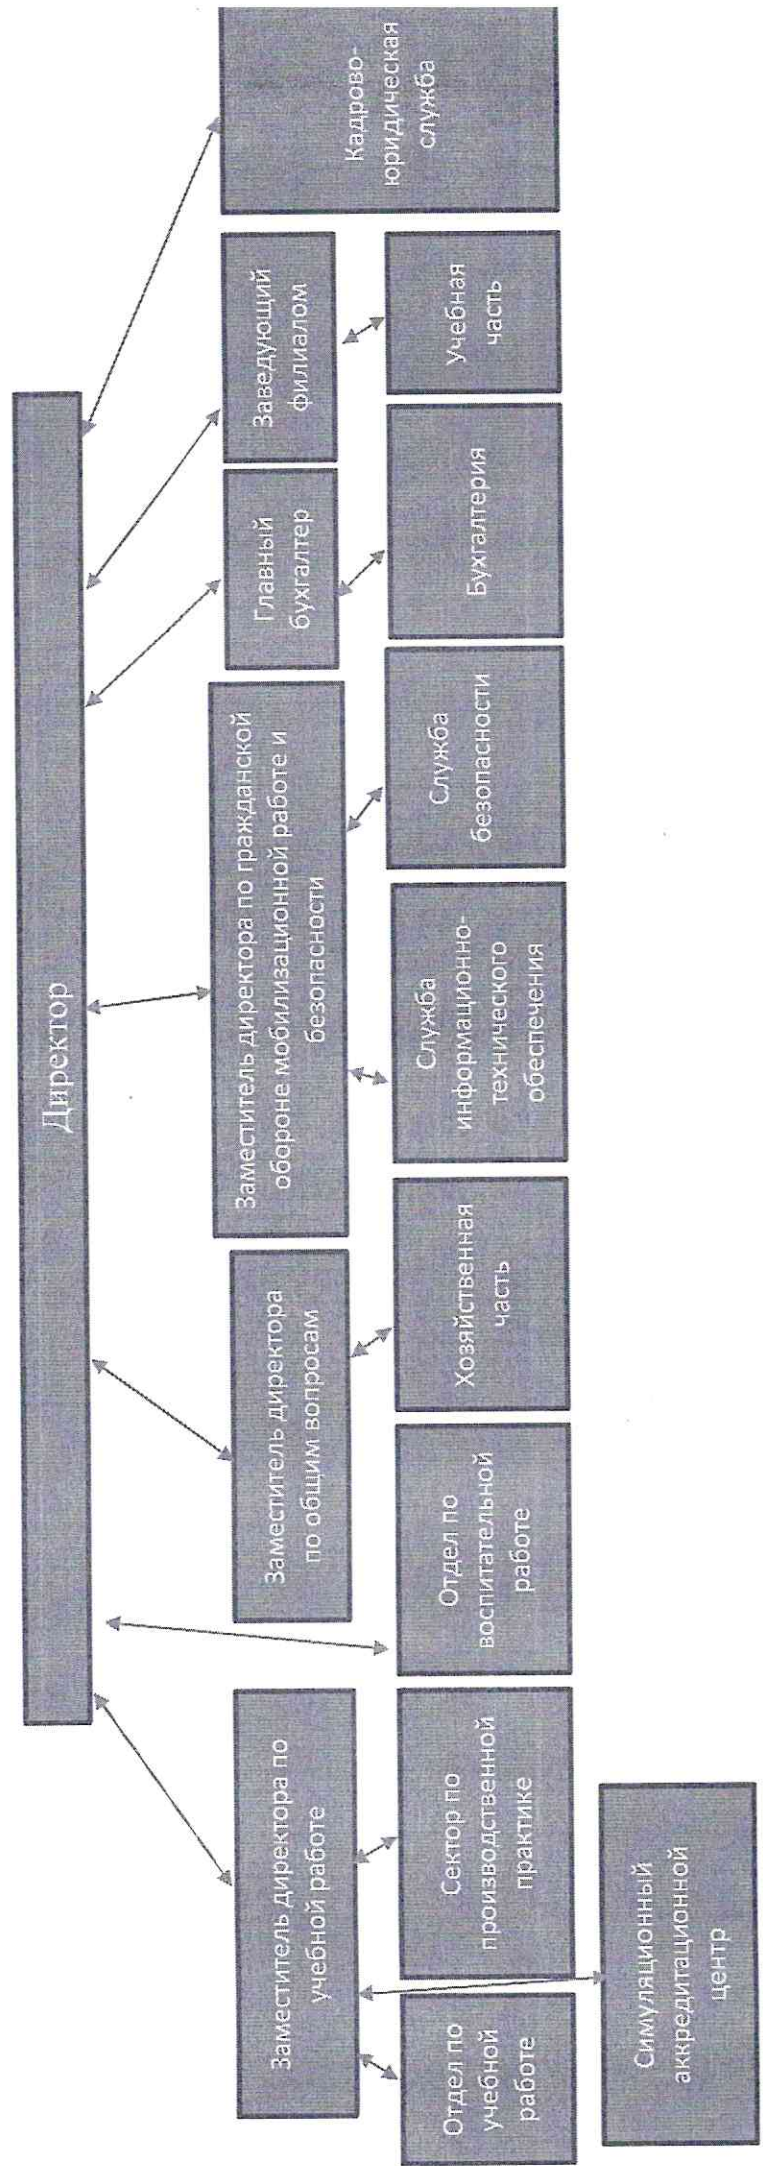 Директор
Заместитель директора по
учебной работе
Заместитель директора
по общим вопросам
Заместитель директора по гражданской
обороне мобилизационной работе и
безопасности
Главный
бухгалтер
Заведующий
филиалом
Кадрово-
юридическая
служба
Отдел по
учебной
работе
Сектор по
производственной
практике
Отдел по
воспитательной
работе
Хозяйственная
часть
Служба
информационно-
технического
обеспечения
Служба
безопасности
Бухгалтерия
Учебная
часть
Симуляционный
аккредитационной
центр